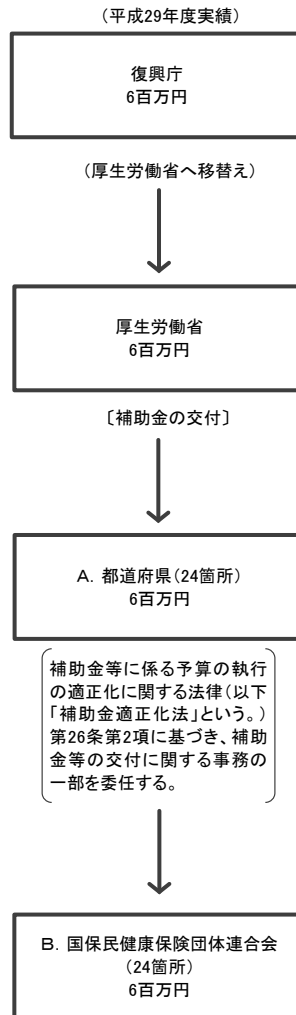 (平成29年度実績)
復興庁
6百万円
(厚生労働省へ移替え)
厚生労働省
6百万円
〔補助金の交付〕
A. 都道府県(24箇所)
6百万円
補助金等に係る予算の執行
の適正化に関する法律(以下
「補助金適正化法」という。)
第26条第2項に基づき、補助
金等の交付に関する事務の
一部を委任する。
B. 国保民健康保険団体連合会
(24箇所)
6百万円